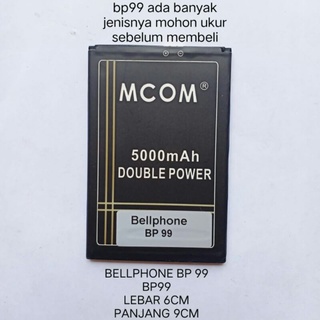 bp99 ada banyak
jenisnya mohon ukur
sebelum membeli
MCOM®
5000mAh
DOUBLE POWER
Bellphone
BP 99
BELLPHONE BP 99
BP99
LEBAR 6CM
PANJANG 9CM